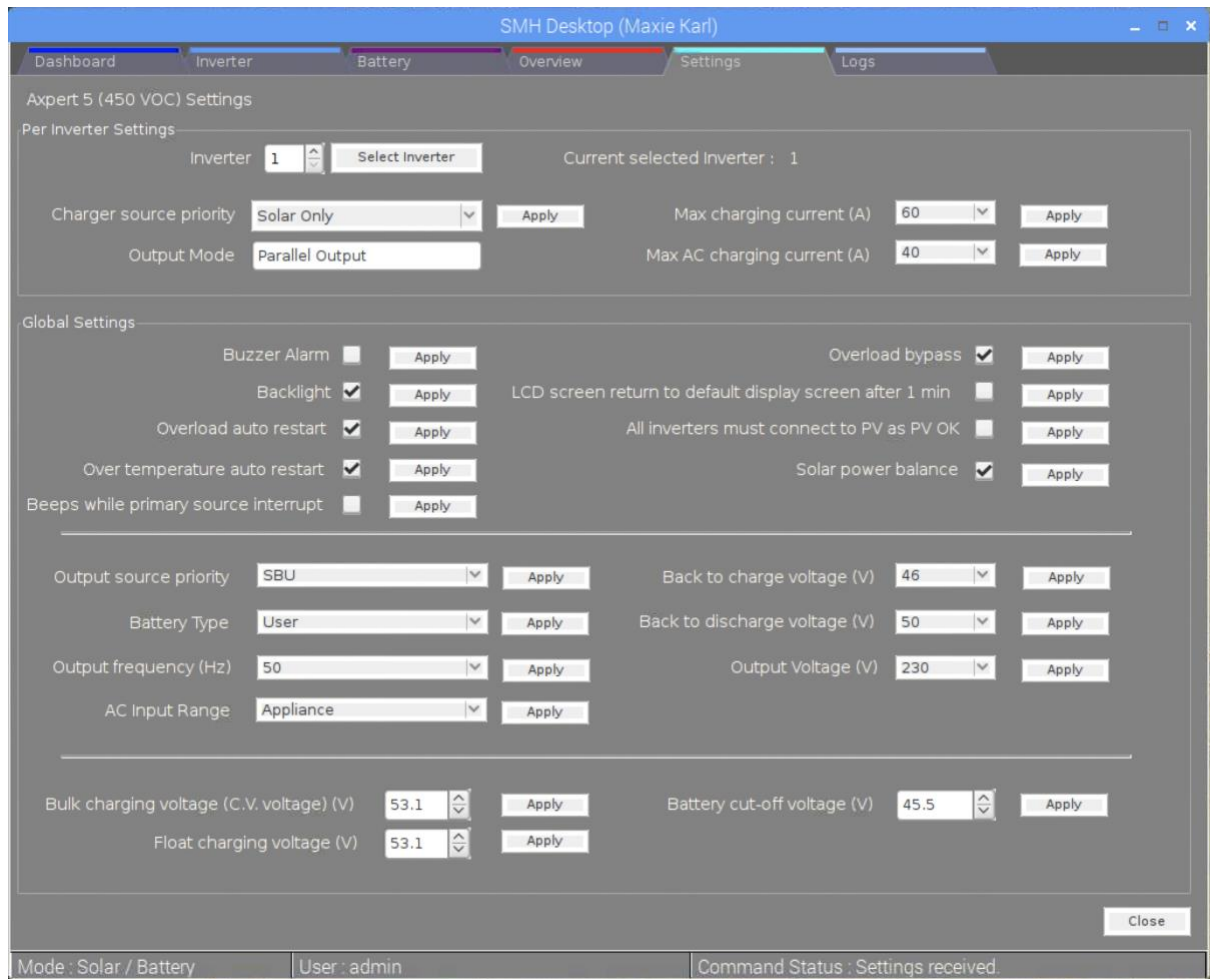 SMH Desktop (Maxie Karl)
Dashboard Inverter Battery Overview Settings Logs
Axpert 5 (450 VOC) Settings
Per Inverter Settings
Inverter 1 Select Inverter Current selected Inverter : 1
Charger source priority Solar Only Apply Max charging current (A) 60 Apply
Output Mode Parallel Output Max AC charging current (A) 40 Apply
Global Settings
Buzzer Alarm Apply Overload bypass Apply
Backlight Apply LCD screen return to default display screen after 1 min Apply
Overload auto restart Apply All inverters must connect to PV as PV OK Apply
Over temperature auto restart Apply Solar power balance Apply
Beeps while primary source interrupt Apply
Output source priority SBU Apply Back to charge voltage (V) 46 Apply
Battery Type User Apply Back to discharge voltage (V) 50 Apply
Output frequency (Hz) 50 Apply Output Voltage (V) 230 Apply
AC Input Range Appliance Apply
Bulk charging voltage (C.V. voltage) (V) 53.1 Apply Battery cut-off voltage (V) 45.5 Apply
Float charging voltage (V) 53.1 Apply
Close
Mode : Solar / Battery User : admin Command Status : Settings received.